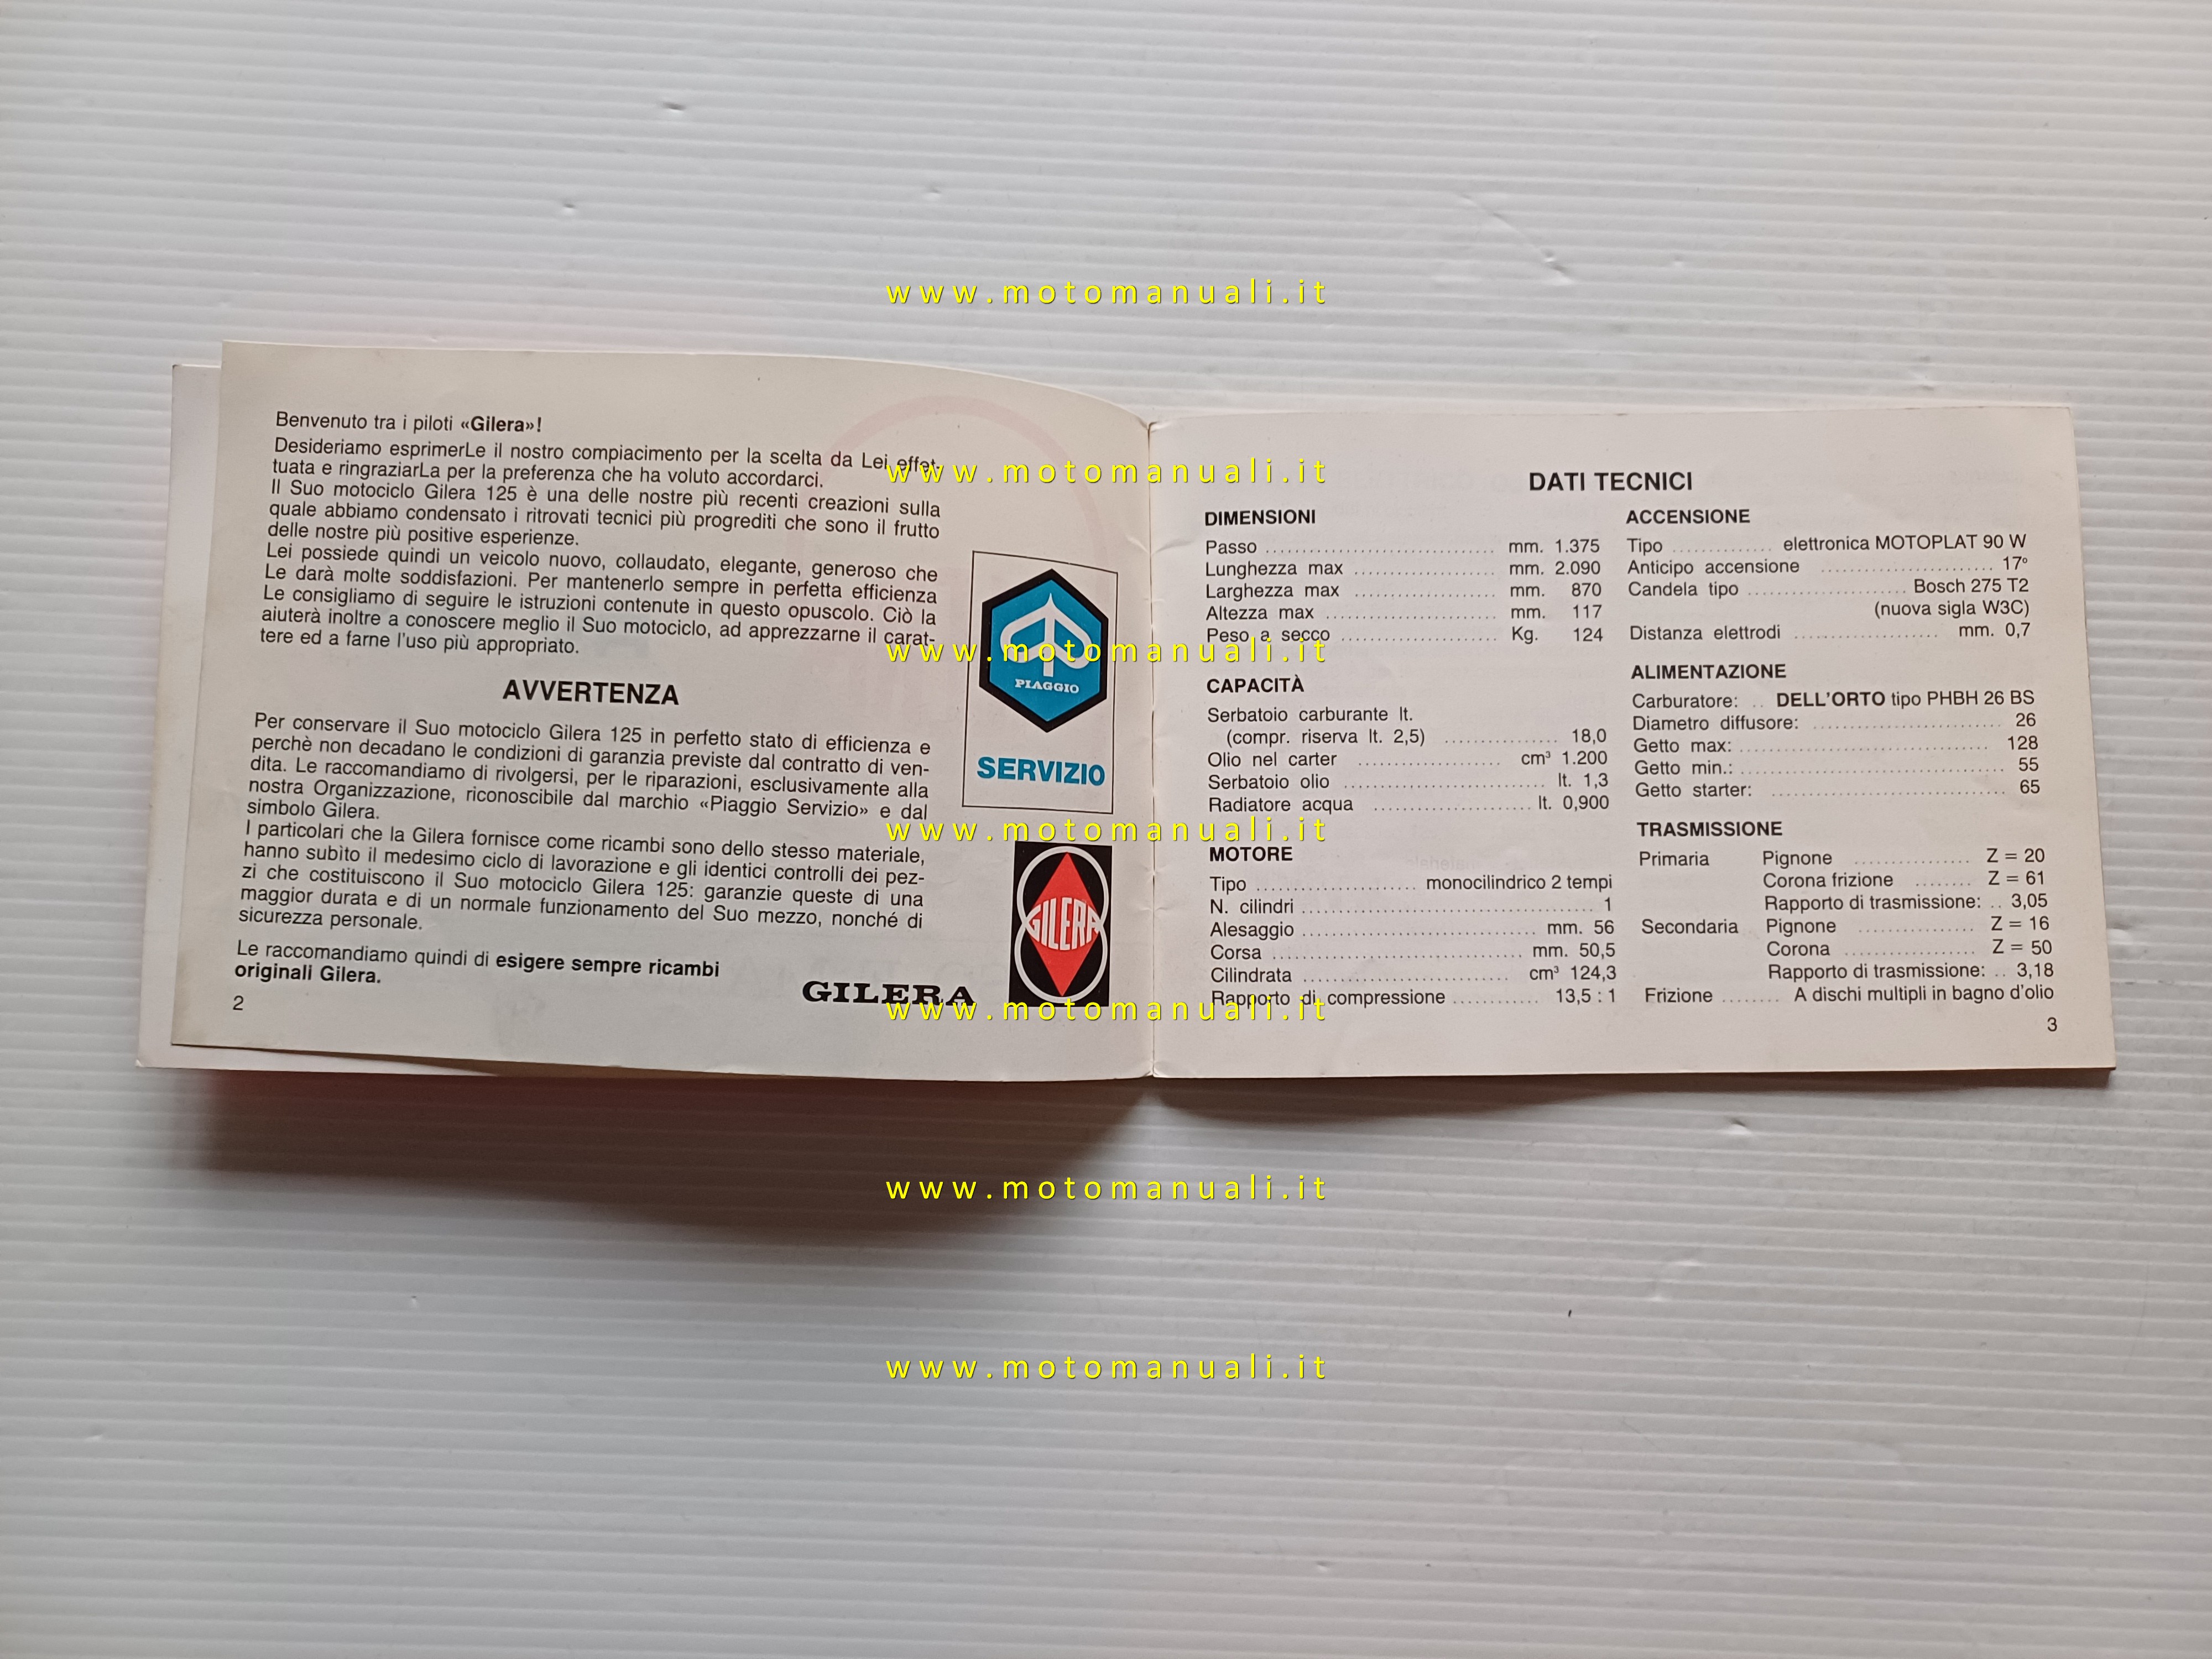 www.motomanuali.it
Benvenuto tra i piloti «Gilera»!
Desideriamo esprimerLe il nostro compiacimento per la scelta da Lei effet-
tuata e ringraziarLa per la preferenza che ha voluto accordarci.
Il Suo motociclo Gilera 125 è una delle nostre più recenti creazioni sulla
quale abbiamo condensato i ritrovati tecnici più progrediti che sono il frutto
delle nostre più positive esperienze.
Lei possiede quindi un veicolo nuovo, collaudato, elegante, generoso che
Le darà molte soddisfazioni. Per mantenerlo sempre in perfetta efficienza
Le consigliamo di seguire le istruzioni contenute in questo opuscolo. Ciò la
aiuterà inoltre a conoscere meglio il Suo motociclo, ad apprezzarne il carat-
tere ed a farne l'uso più appropriato.
AVVERTENZA
Per conservare il Suo motociclo Gilera 125 in perfetto stato di efficienza e
perchè non decadano le condizioni di garanzia previste dal contratto di ven-
dita. Le raccomandiamo di rivolgersi, per le riparazioni, esclusivamente alla
nostra Organizzazione, riconoscibile dal marchio «Piaggio Servizio» e dal
simbolo Gilera.
I particolari che la Gilera fornisce come ricambi sono dello stesso materiale,
hanno subìto il medesimo ciclo di lavorazione e gli identici controlli dei pez-
zi che costituiscono il Suo motociclo Gilera 125: garanzie queste di una
maggior durata e di un normale funzionamento del Suo mezzo, nonché di
sicurezza personale.
Le raccomandiamo quindi di esigere sempre ricambi
originali Gilera.
2
PIAGGIO
SERVIZIO
GILERA
GILERA
www.motomanuali.it
www.motomanuali.it
www.motomanuali.it
www.motomanuali.it
DATI TECNICI
DIMENSIONI
Passo ................................ mm. 1.375
Lunghezza max .................... mm. 2.090
Larghezza max .................... mm. 870
Altezza max ........................ mm. 117
Peso a secco ...................... Kg. 124
CAPACITÀ
Serbatoio carburante lt.
(compr. riserva lt. 2,5) ................ 18,0
Olio nel carter .................... cm³ 1.200
Serbatoio olio ............................ lt. 1,3
Radiatore acqua ...................... lt. 0,900
MOTORE
Tipo ....................... monocilindrico 2 tempi
N. cilindri ......................................... 1
Alesaggio ................................. mm. 56
Corsa ................................... mm. 50,5
Cilindrata ............................. cm³ 124,3
Rapporto di compressione ............ 13,5 : 1
ACCENSIONE
Tipo .............. elettronica MOTOPLAT 90 W
Anticipo accensione ........................ 17°
Candela tipo ...................... Bosch 275 T2
(nuova sigla W3C)
Distanza elettrodi .................... mm. 0,7
ALIMENTAZIONE
Carburatore: .. DELL'ORTO tipo PHBH 26 BS
Diametro diffusore: .......................... 26
Getto max: ................................... 128
Getto min.: ..................................... 55
Getto starter: ................................. 65
TRASMISSIONE
Primaria Pignone ................ Z = 20
Corona frizione ........ Z = 61
Rapporto di trasmissione: .. 3,05
Secondaria Pignone ................ Z = 16
Corona .................. Z = 50
Rapporto di trasmissione: .. 3,18
Frizione ........ A dischi multipli in bagno d'olio
3
www.motomanuali.it
www.motomanuali.it